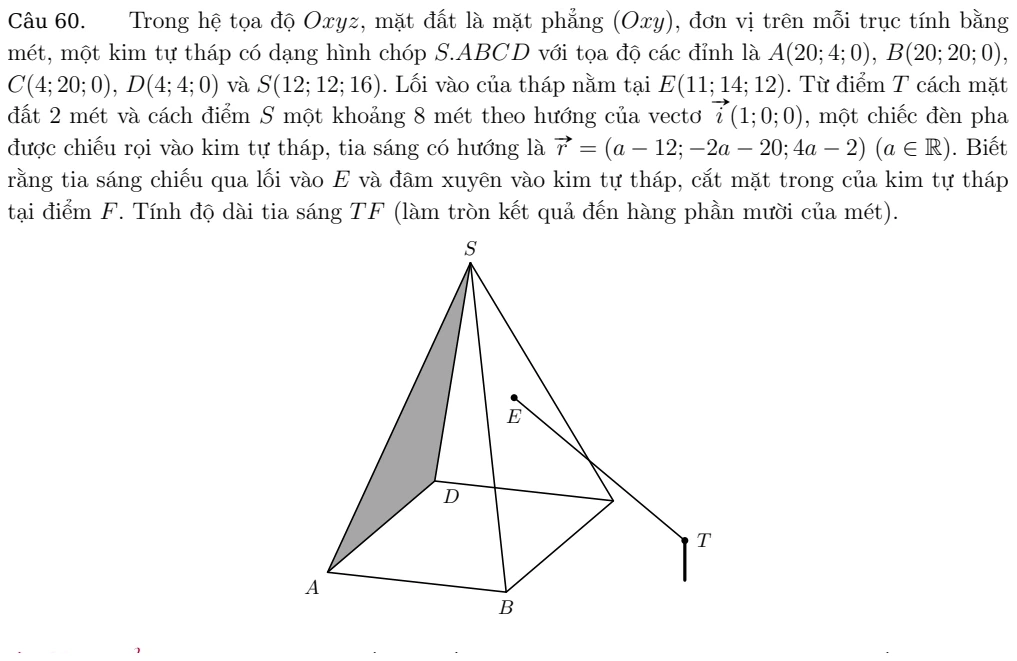 Câu 60. Trong hệ tọa độ Oxyz, mặt đất là mặt phẳng (Oxy), đơn vị trên mỗi trục tính bằng
mét, một kim tự tháp có dạng hình chóp S.ABCD với tọa độ các đỉnh là A(20; 4; 0), B(20; 20; 0),
C(4; 20; 0), D(4; 4; 0) và S(12; 12; 16). Lối vào của tháp nằm tại E(11; 14; 12). Từ điểm T cách mặt
đất 2 mét và cách điểm S một khoảng 8 mét theo hướng của vectơ \vec{i}(1; 0; 0), một chiếc đèn pha
được chiếu rọi vào kim tự tháp, tia sáng có hướng là \vec{r} = (a − 12; −2a − 20; 4a − 2) (a ∈ ℝ). Biết
rằng tia sáng chiếu qua lối vào E và đâm xuyên vào kim tự tháp, cắt mặt trong của kim tự tháp
tại điểm F. Tính độ dài tia sáng TF (làm tròn kết quả đến hàng phần mười của mét).
S
E
D
T
A
B